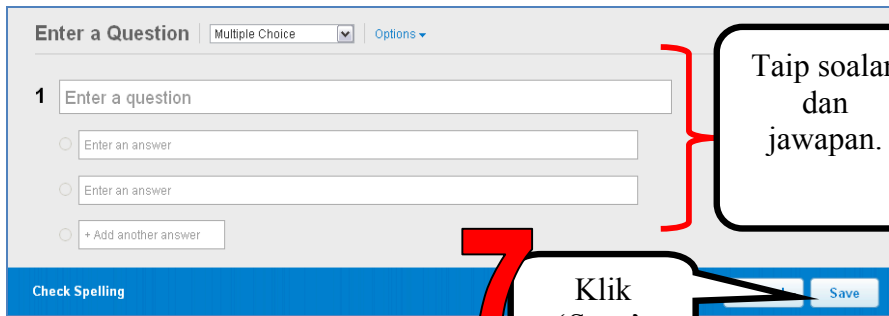 Enter a Question Multiple Choice Options
1 Enter a question
Enter an answer
Enter an answer
+ Add another answer
Taip soalan
dan
jawapan.
7
Klik
Check Spelling
Save